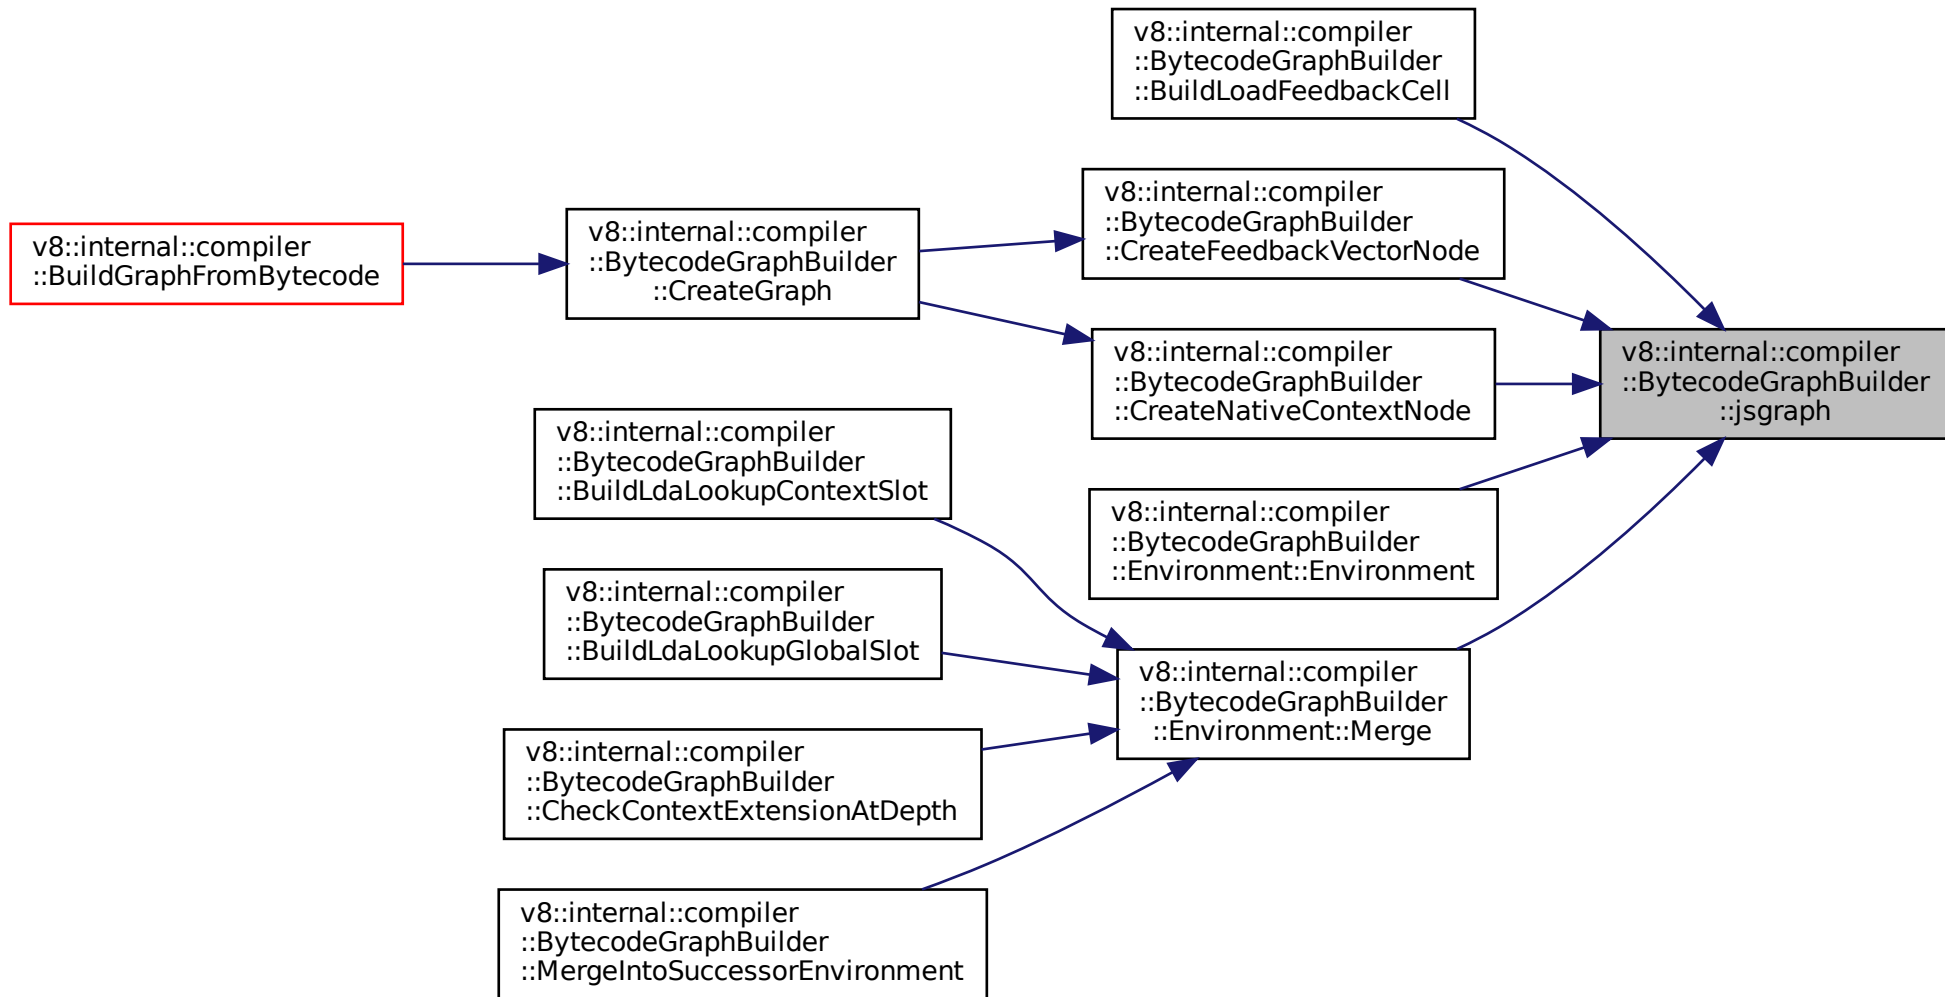 v8::internal::compiler
::BytecodeGraphBuilder
::BuildLoadFeedbackCell
v8::internal::compiler
::BytecodeGraphBuilder
::CreateFeedbackVectorNode
v8::internal::compiler
::BuildGraphFromBytecode
v8::internal::compiler
::BytecodeGraphBuilder
::CreateGraph
v8::internal::compiler
::BytecodeGraphBuilder
::CreateNativeContextNode
v8::internal::compiler
::BytecodeGraphBuilder
::jsgraph
v8::internal::compiler
::BytecodeGraphBuilder
::BuildLdaLookupContextSlot
v8::internal::compiler
::BytecodeGraphBuilder
::Environment::Environment
v8::internal::compiler
::BytecodeGraphBuilder
::BuildLdaLookupGlobalSlot
v8::internal::compiler
::BytecodeGraphBuilder
::Environment::Merge
v8::internal::compiler
::BytecodeGraphBuilder
::CheckContextExtensionAtDepth
v8::internal::compiler
::BytecodeGraphBuilder
::MergeIntoSuccessorEnvironment